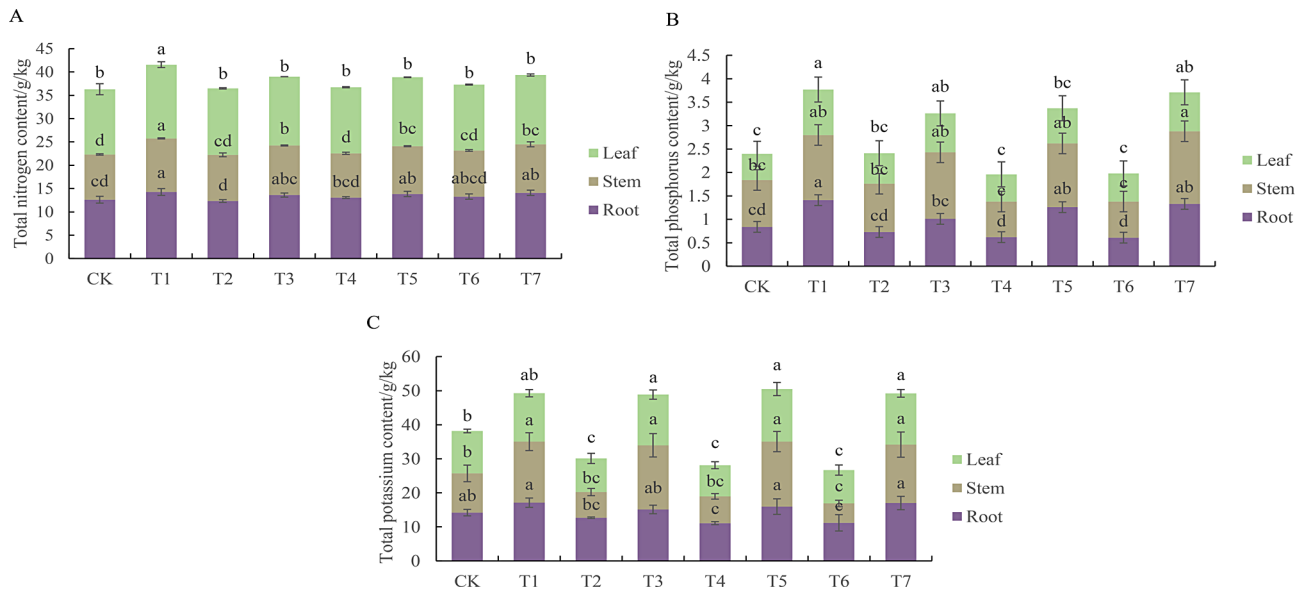 A
Total nitrogen content/g/kg
45
40
35
30
25
20
15
10
5
0
b a b b b b b b
d a cd b d bc cd bc
cd a d abc bcd ab abcd ab
CK T1 T2 T3 T4 T5 T6 T7
Leaf
Stem
Root
B
Total phosphorus content/g/kg
4.5
4
3.5
3
2.5
2
1.5
1
0.5
0
c a bc ab c bc c ab
bc ab bc ab c ab c a
cd a cd bc d ab d ab
CK T1 T2 T3 T4 T5 T6 T7
Leaf
Stem
Root
C
Total potassium content/g/kg
60
50
40
30
20
10
0
b ab c a c a c a
b a bc a bc a c a
ab a bc ab c a c a
CK T1 T2 T3 T4 T5 T6 T7
Leaf
Stem
Root